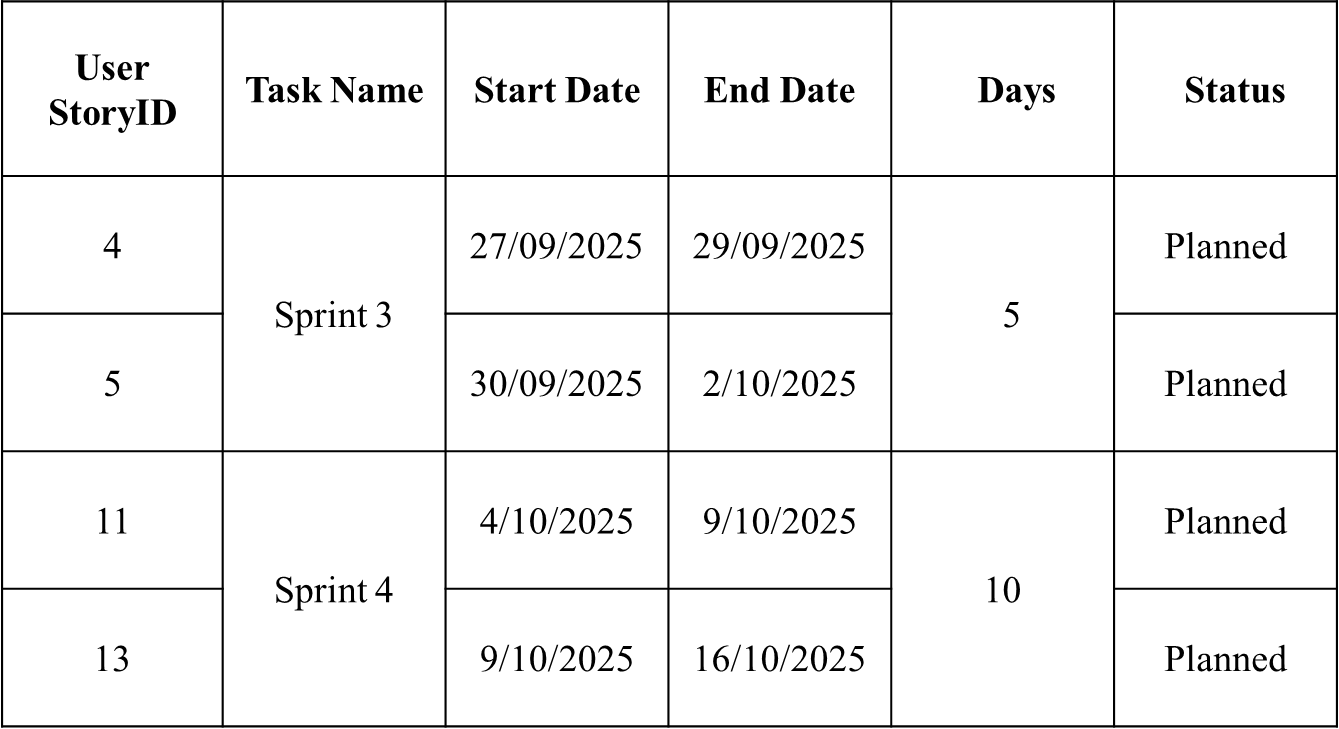 User
StoryID
Task Name
Start Date
End Date
Days
Status
4
Sprint 3
27/09/2025
29/09/2025
5
Planned
5
30/09/2025
2/10/2025
Planned
11
Sprint 4
4/10/2025
9/10/2025
10
Planned
13
9/10/2025
16/10/2025
Planned